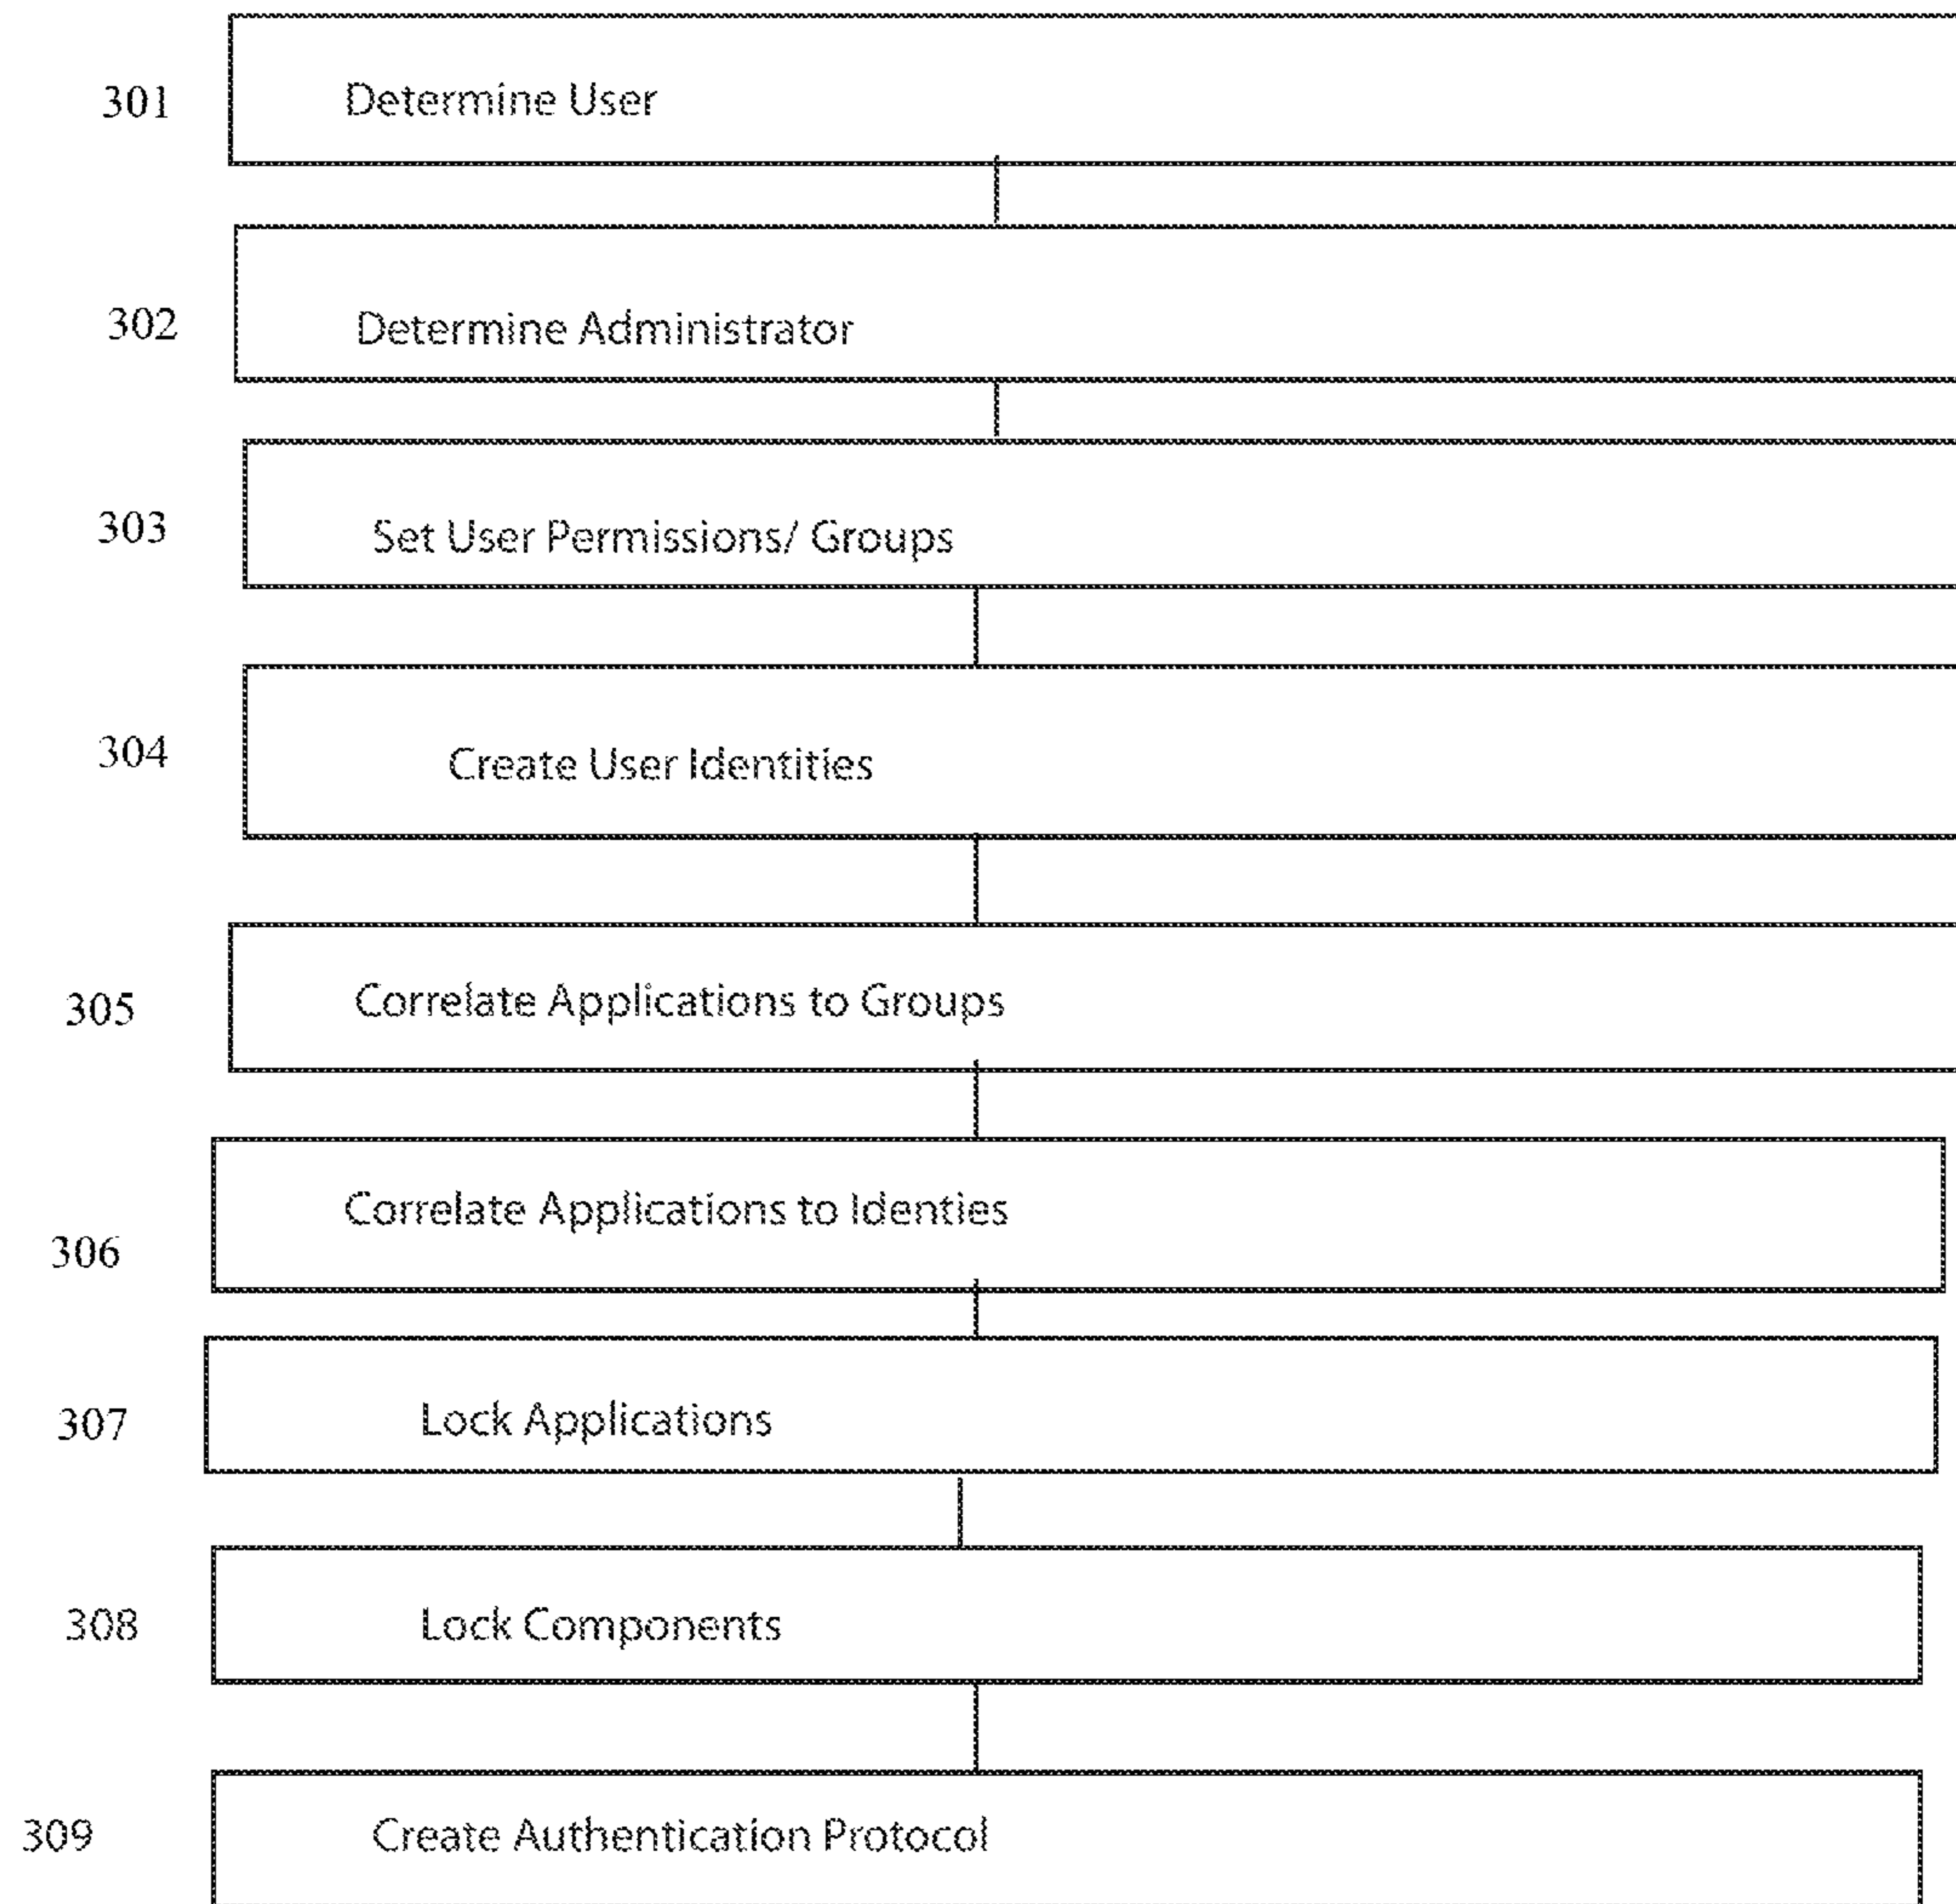 301 Determine User
302 Determine Administrator
303 Set User Permissions/ Groups
304 Create User Identities
305 Correlate Applications to Groups
306 Correlate Applications to Identies
307 Lock Applications
308 Lock Components
309 Create Authentication Protocol